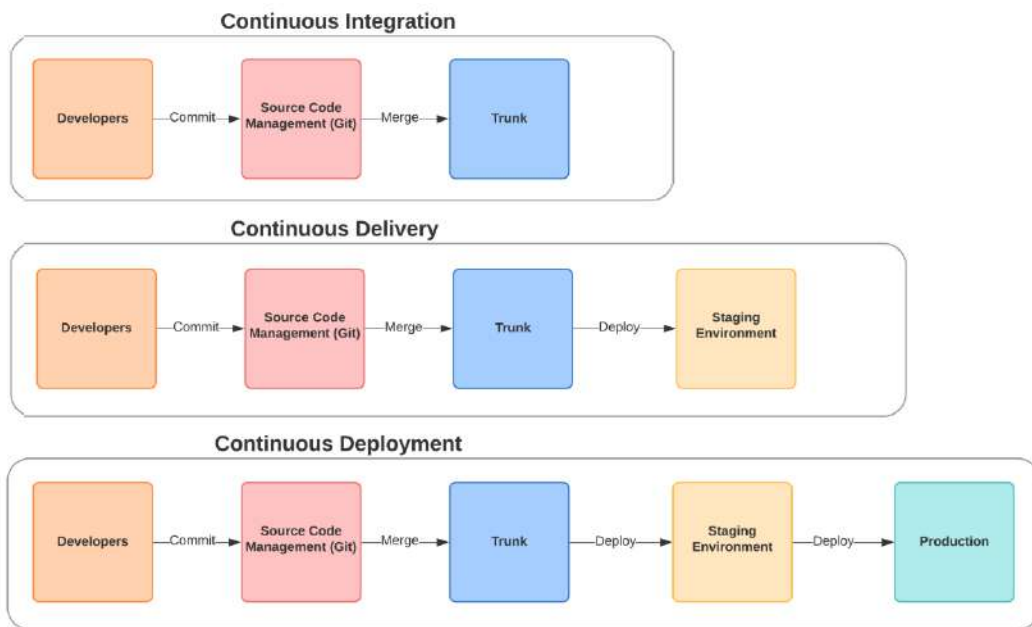 Continuous Integration
Developers
Commit
Source Code
Management (Git)
Merge
Trunk
Continuous Delivery
Developers
Commit
Source Code
Management (Git)
Merge
Trunk
Deploy
Staging
Environment
Continuous Deployment
Developers
Commit
Source Code
Management (Git)
Merge
Trunk
Deploy
Staging
Environment
Deploy
Production